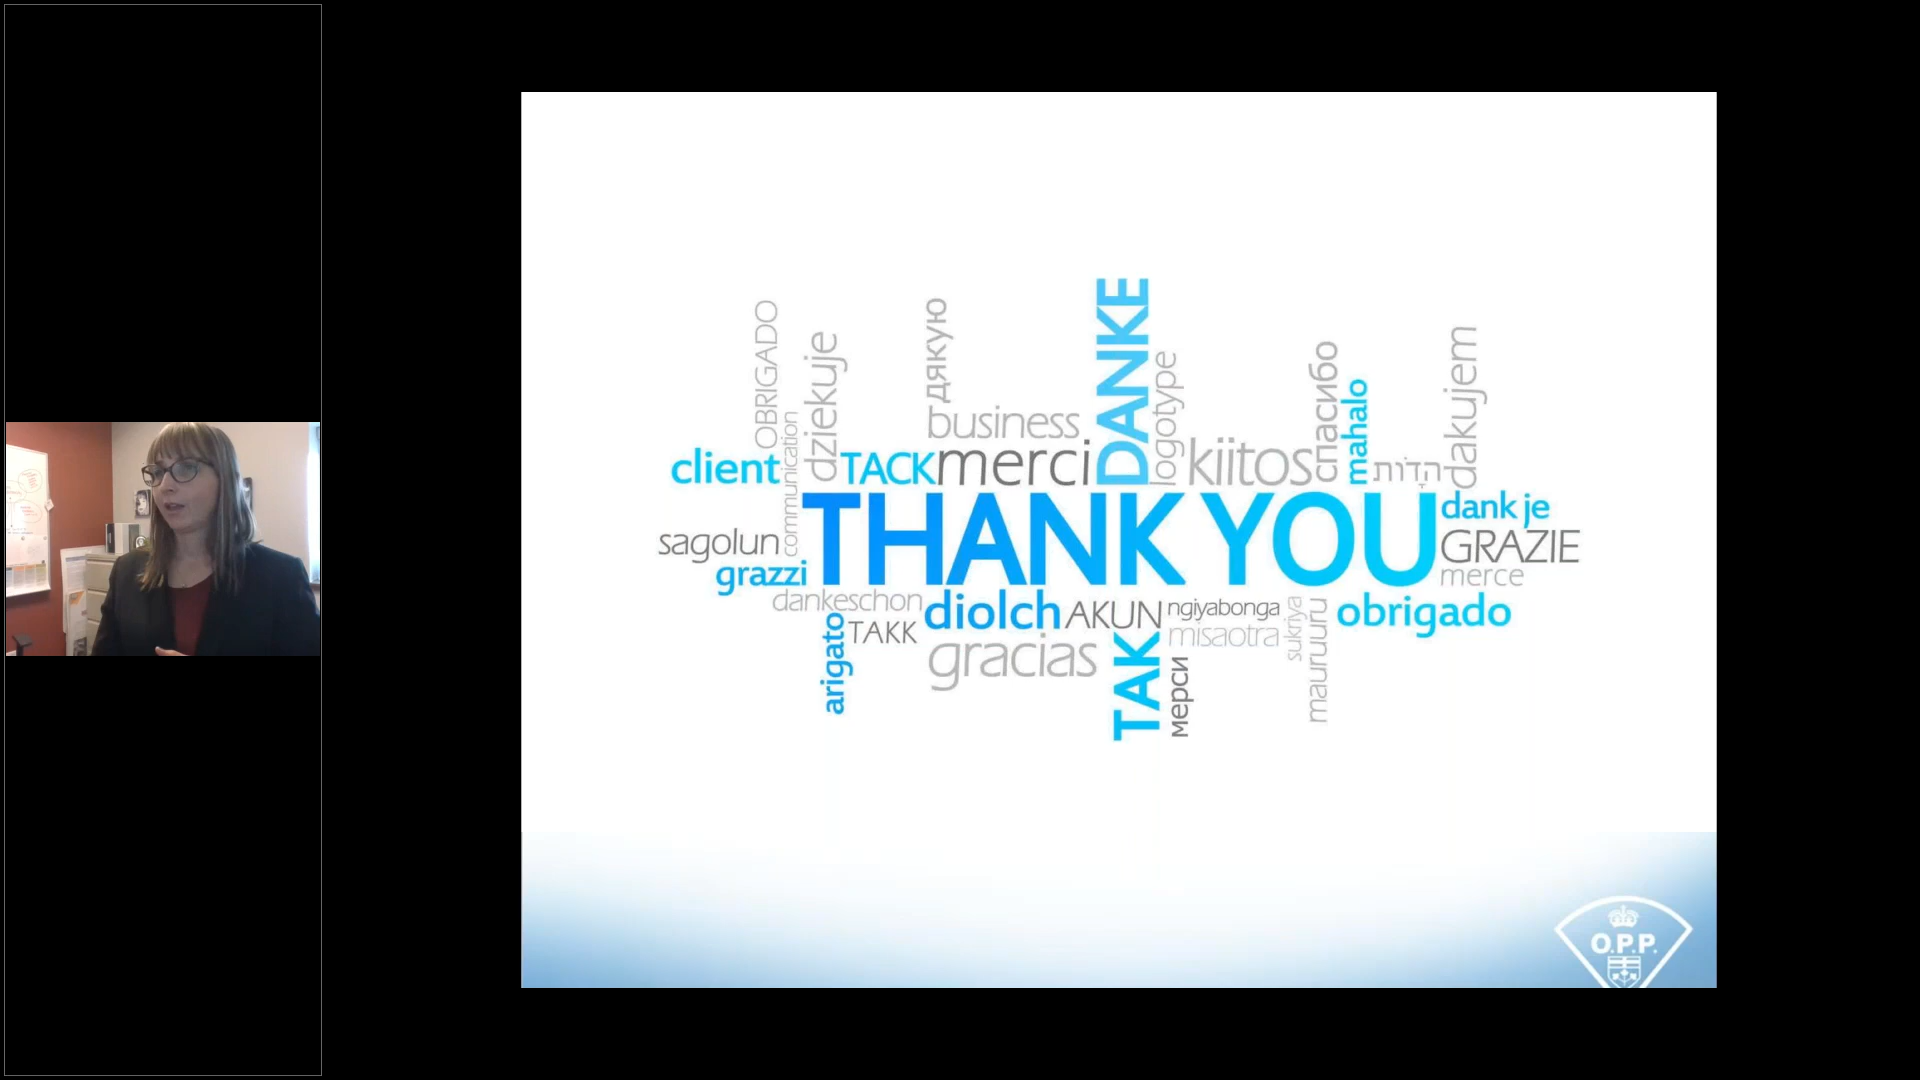 OBRIGADO
communication
dziekuje
дякую
business
DANKE
logotype
спасибо
mahalo
dakujem
client
TACK
merci
kiitos
THANK YOU
dank je
sagolun
GRAZIE
grazzi
merce
dankeschon
diolch
AKUN
ngiyabonga
sukriya
mauruuru
obrigado
arigato
TAKK
misaotra
gracias
TAK
мерси
O.P.P.